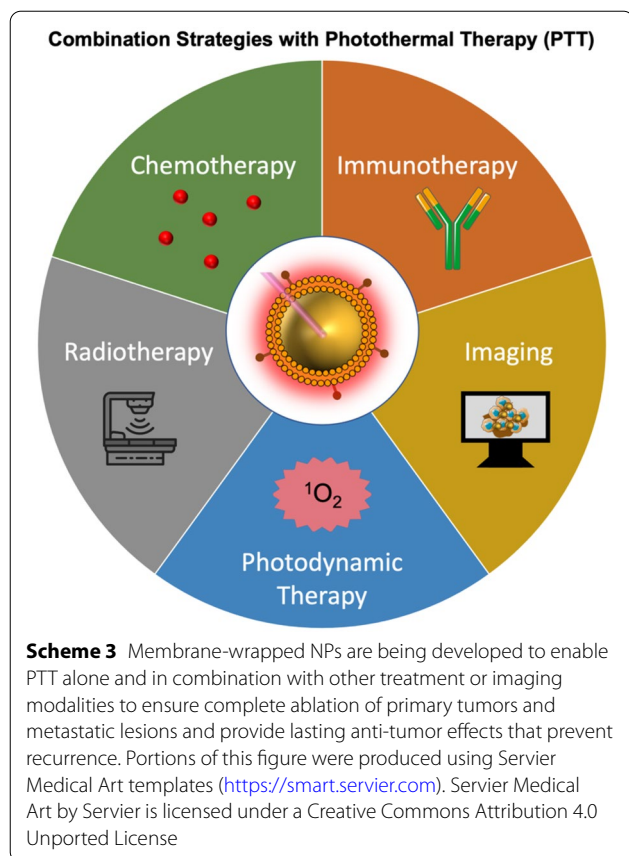 Combination Strategies with Photothermal Therapy (PTT)
Chemotherapy
Immunotherapy
Radiotherapy
Imaging
¹O₂
Photodynamic
Therapy
Scheme 3 Membrane-wrapped NPs are being developed to enable
PTT alone and in combination with other treatment or imaging
modalities to ensure complete ablation of primary tumors and
metastatic lesions and provide lasting anti-tumor effects that prevent
recurrence. Portions of this figure were produced using Servier
Medical Art templates (https://smart.servier.com). Servier Medical
Art by Servier is licensed under a Creative Commons Attribution 4.0
Unported License